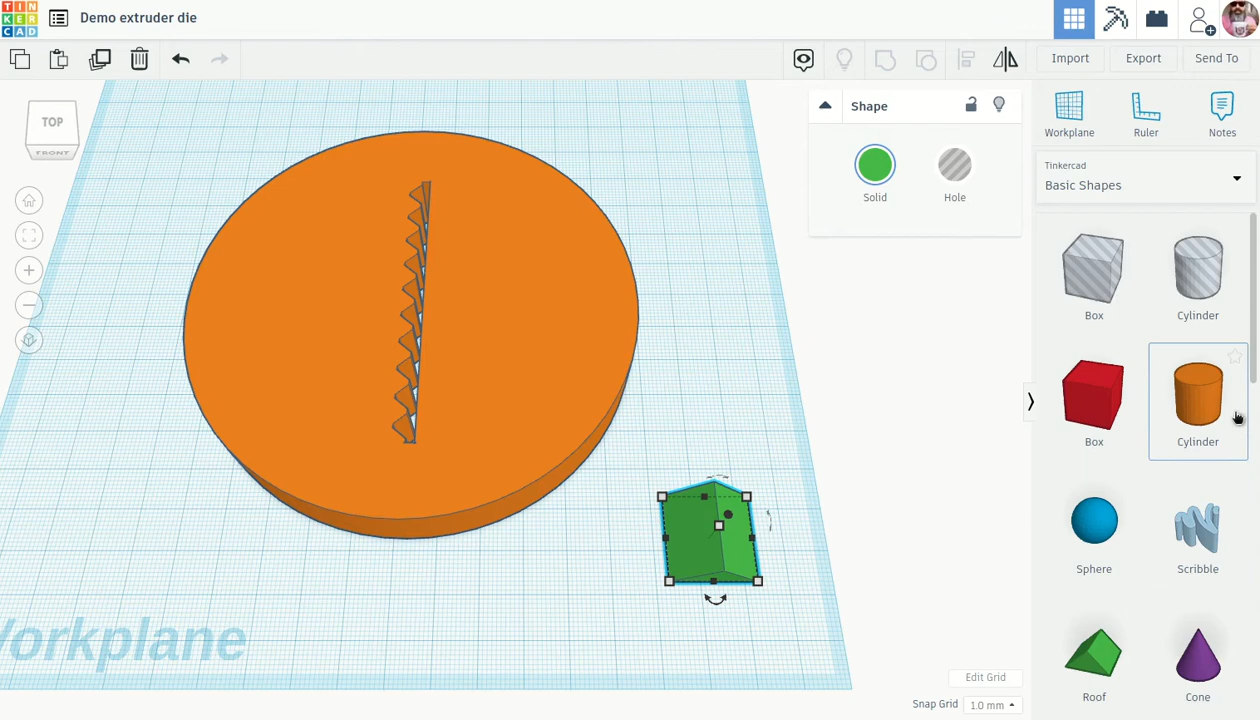 TIN
KER
CAD
Demo extruder die
Import
Export
Send To
TOP
FRONT
Shape
Solid
Hole
Workplane
Ruler
Notes
Tinkercad
Basic Shapes
Box
Cylinder
Box
Cylinder
Sphere
Scribble
Roof
Cone
Workplane
Edit Grid
Snap Grid
1.0 mm